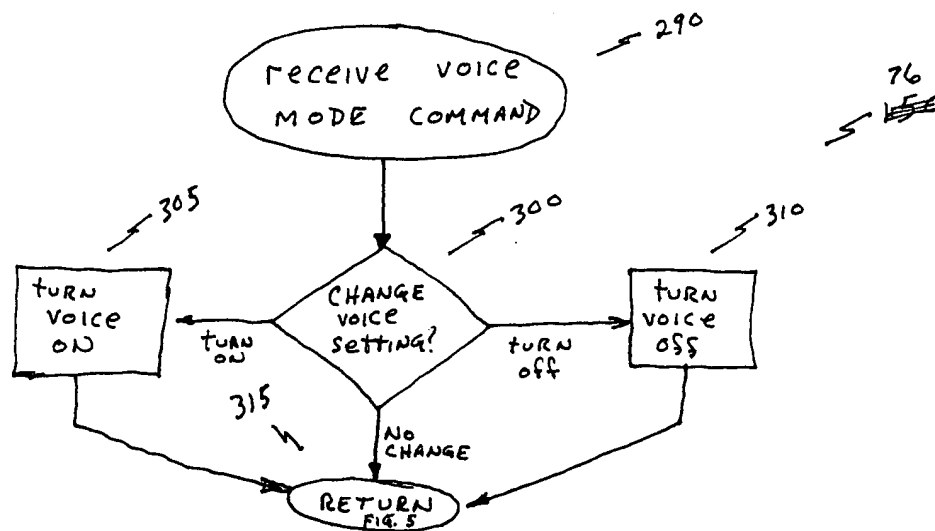 290
receive voice
MODE COMMAND
76
305
300
310
turn
voice
on
CHANGE
voice
setting?
turn
voice
off
turn
on
turn
off
315
NO
CHANGE
RETURN
FIG. 5